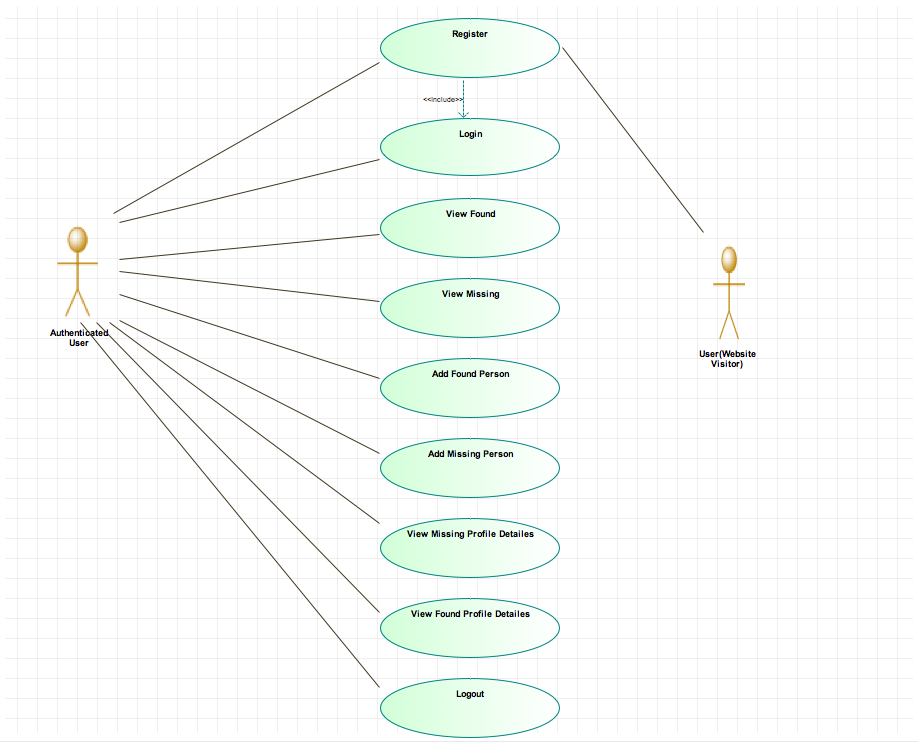 Register
<<Include>>
Login
View Found
View Missing
Authenticated
User
User(Website
Visitor)
Add Found Person
Add Missing Person
View Missing Profile Detailes
View Found Profile Detailes
Logout